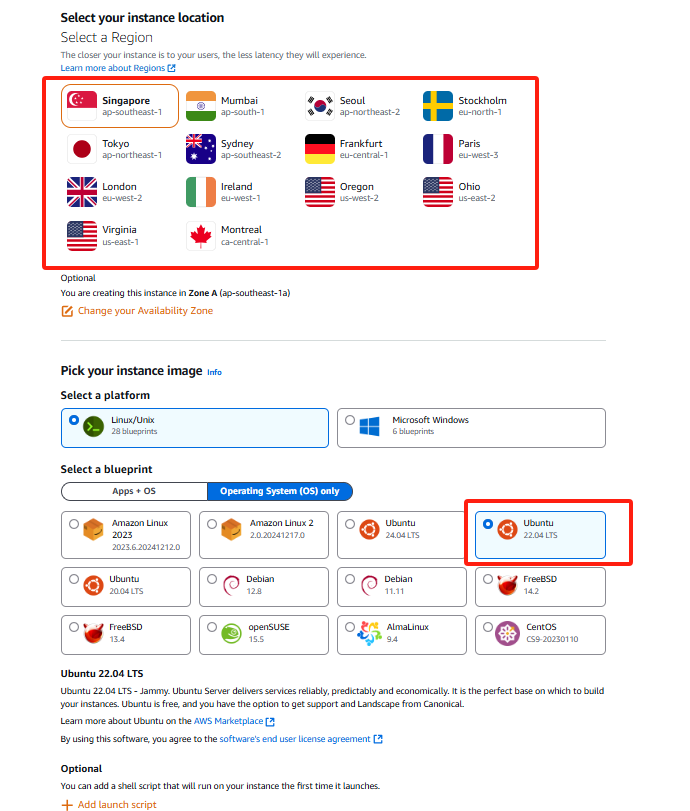 Select your instance location
Select a Region
The closer your instance is to your users, the less latency they will experience.
Learn more about Regions
Singapore
ap-southeast-1
Mumbai
ap-south-1
Seoul
ap-northeast-2
Stockholm
eu-north-1
Tokyo
ap-northeast-1
Sydney
ap-southeast-2
Frankfurt
eu-central-1
Paris
eu-west-3
London
eu-west-2
Ireland
eu-west-1
Oregon
us-west-2
Ohio
us-east-2
Virginia
us-east-1
Montreal
ca-central-1
Optional
You are creating this instance in Zone A (ap-southeast-1a)
Change your Availability Zone
Pick your instance image Info
Select a platform
Linux/Unix
28 blueprints
Microsoft Windows
6 blueprints
Select a blueprint
Apps + OS
Operating System (OS) only
Amazon Linux
2023
2023.6.20241212.0
Amazon Linux 2
2.0.20241217.0
Ubuntu
24.04 LTS
Ubuntu
22.04 LTS
Ubuntu
20.04 LTS
Debian
12.8
Debian
11.11
FreeBSD
14.2
FreeBSD
13.4
openSUSE
15.5
AlmaLinux
9.4
CentOS
CS9-20230110
Ubuntu 22.04 LTS
Ubuntu 22.04 LTS - Jammy. Ubuntu Server delivers services reliably, predictably and economically. It is the perfect base on which to build
your instances. Ubuntu is free, and you have the option to get support and Landscape from Canonical.
Learn more about Ubuntu on the AWS Marketplace
By using this software, you agree to the software's end user license agreement
Optional
You can add a shell script that will run on your instance the first time it launches.
+ Add launch script